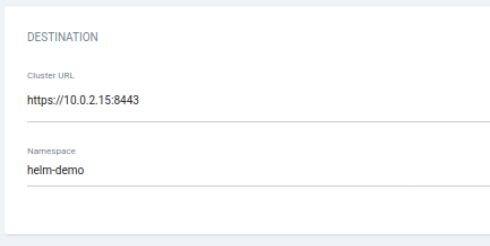 DESTINATION
Cluster URL
https://10.0.2.15:8443
Namespace
helm-demo